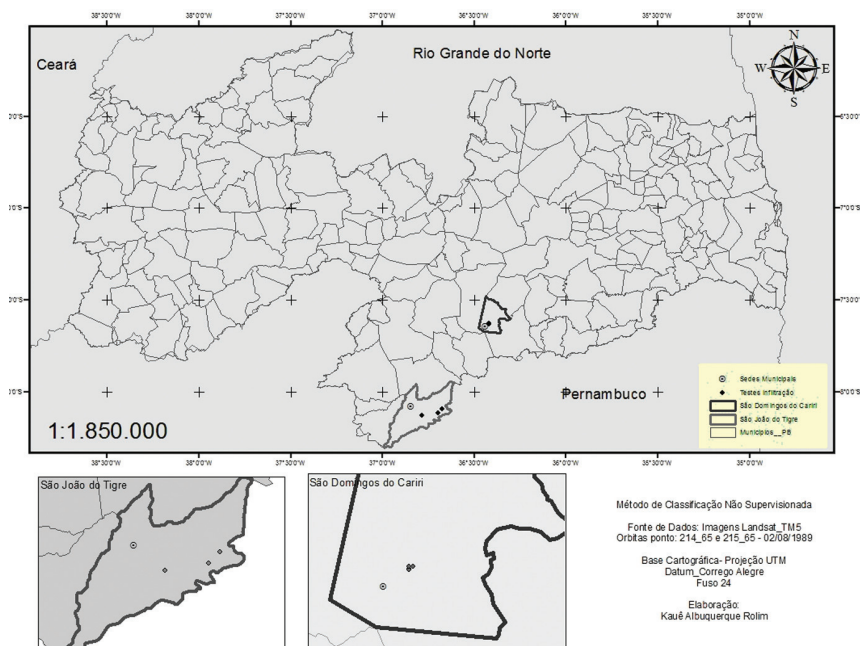 38°30'0"W 38°0'0"W 37°30'0"W 37°0'0"W 36°30'0"W 36°0'0"W 35°30'0"W 35°0'0"W
Ceará
Rio Grande do Norte
N
W E
S
0'S 6°30'S
0'S 7°0'S
0'S 7°30'S
0'S 8°0'S
Pernambuco
1:1.850.000
Sedes Municipais
Testes Infiltração
São Domingos do Cariri
São João do Tigre
Municípios__PB
38°30'0"W 38°0'0"W 37°30'0"W 37°0'0"W 36°30'0"W 36°0'0"W 35°30'0"W 35°0'0"W
São João do Tigre
São Domingos do Cariri
Método de Classificação Não Supervisionada
Fonte de Dados: Imagens Landsat_TM5
Orbitas ponto: 214_65 e 215_65 - 02/08/1989
Base Cartográfica- Projeção UTM
Datum_Corrego Alegre
Fuso 24
Elaboração:
Kauê Albuquerque Rolim